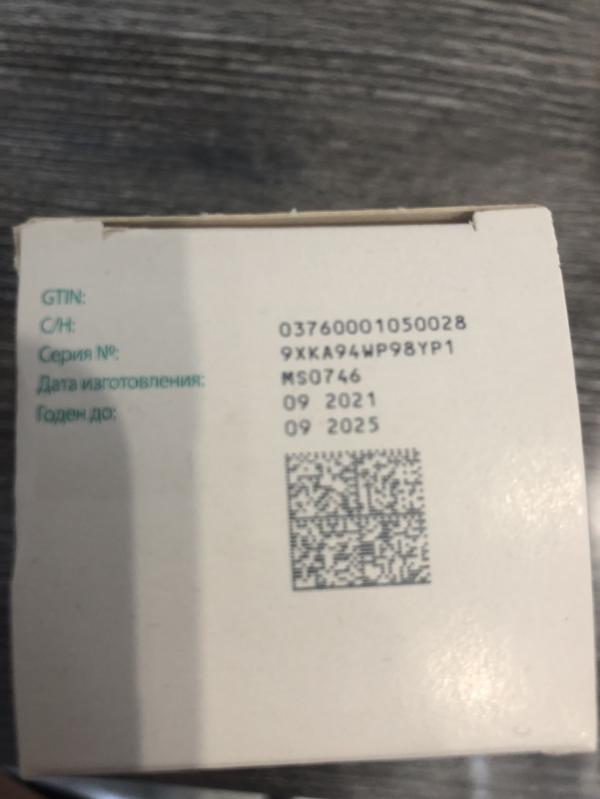 GTIN:
С/Н:
Серия №:
Дата изготовления:
Годен до:
03760001050028
9XKA94WP98YP1
MS0746
09 2021
09 2025